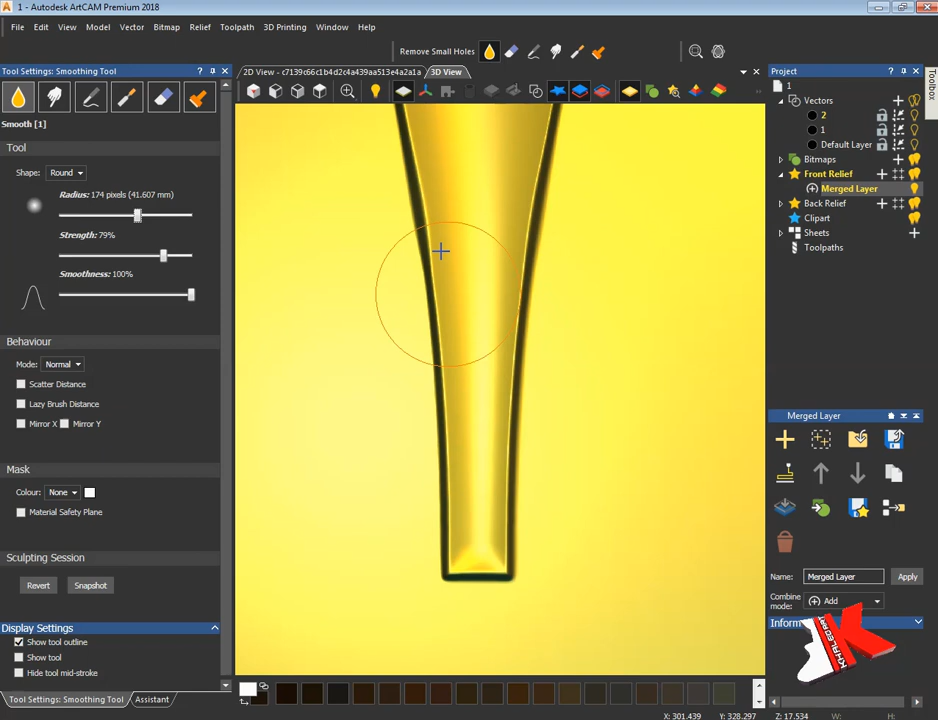 1 - Autodesk ArtCAM Premium 2018
File Edit View Model Vector Bitmap Relief Toolpath 3D Printing Window Help
Remove Small Holes
Tool Settings: Smoothing Tool
2D View - c7139c66c1b4d2c4a439aa513e4a2a1a
3D View
Project
Toolbox
1
Vectors
2
1
Default Layer
Bitmaps
Front Relief
Merged Layer
Back Relief
Clipart
Sheets
Toolpaths
Smooth [1]
Tool
Shape: Round
Radius: 174 pixels (41.607 mm)
Strength: 79%
Smoothness: 100%
Behaviour
Mode: Normal
Scatter Distance
Lazy Brush Distance
Mirror X Mirror Y
Mask
Colour: None
Material Safety Plane
Sculpting Session
Revert Snapshot
Display Settings
Show tool outline
Show tool
Hide tool mid-stroke
Tool Settings: Smoothing Tool Assistant
Merged Layer
Name: Merged Layer Apply
Combine mode: Add
KHALEDART
X: 301.439 Y: 328.297 Z: 17.534 W: H: